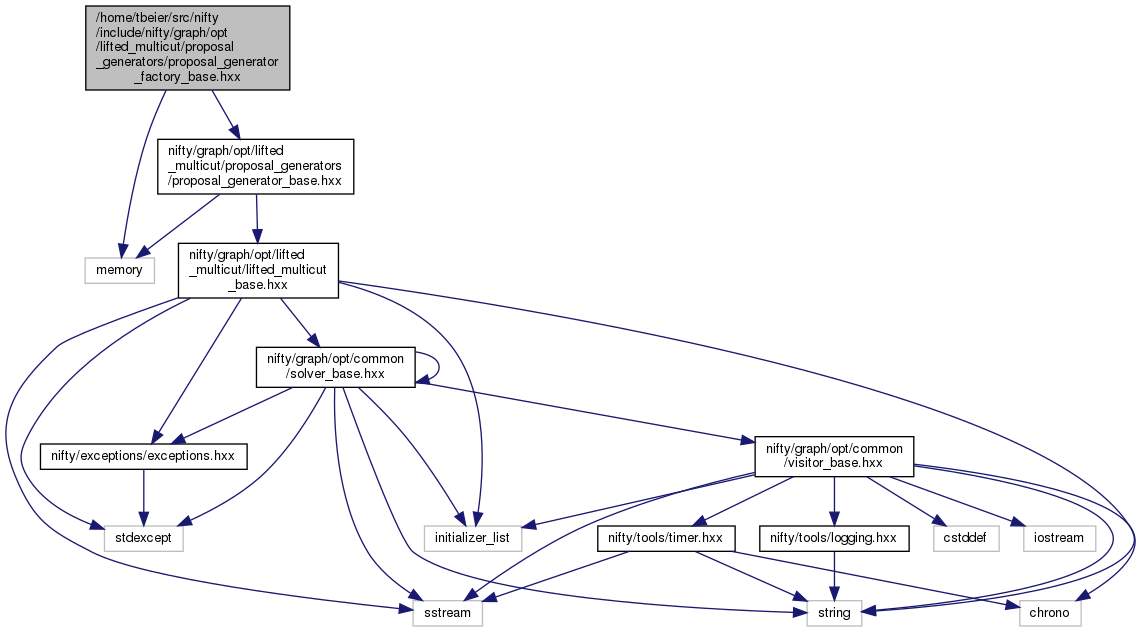 /home/tbeier/src/nifty
/include/nifty/graph/opt
/lifted_multicut/proposal
_generators/proposal_generator
_factory_base.hxx
nifty/graph/opt/lifted
_multicut/proposal_generators
/proposal_generator_base.hxx
memory
nifty/graph/opt/lifted
_multicut/lifted_multicut
_base.hxx
nifty/graph/opt/common
/solver_base.hxx
nifty/exceptions/exceptions.hxx
nifty/graph/opt/common
/visitor_base.hxx
stdexcept
initializer_list
nifty/tools/timer.hxx
nifty/tools/logging.hxx
cstddef
iostream
sstream
string
chrono